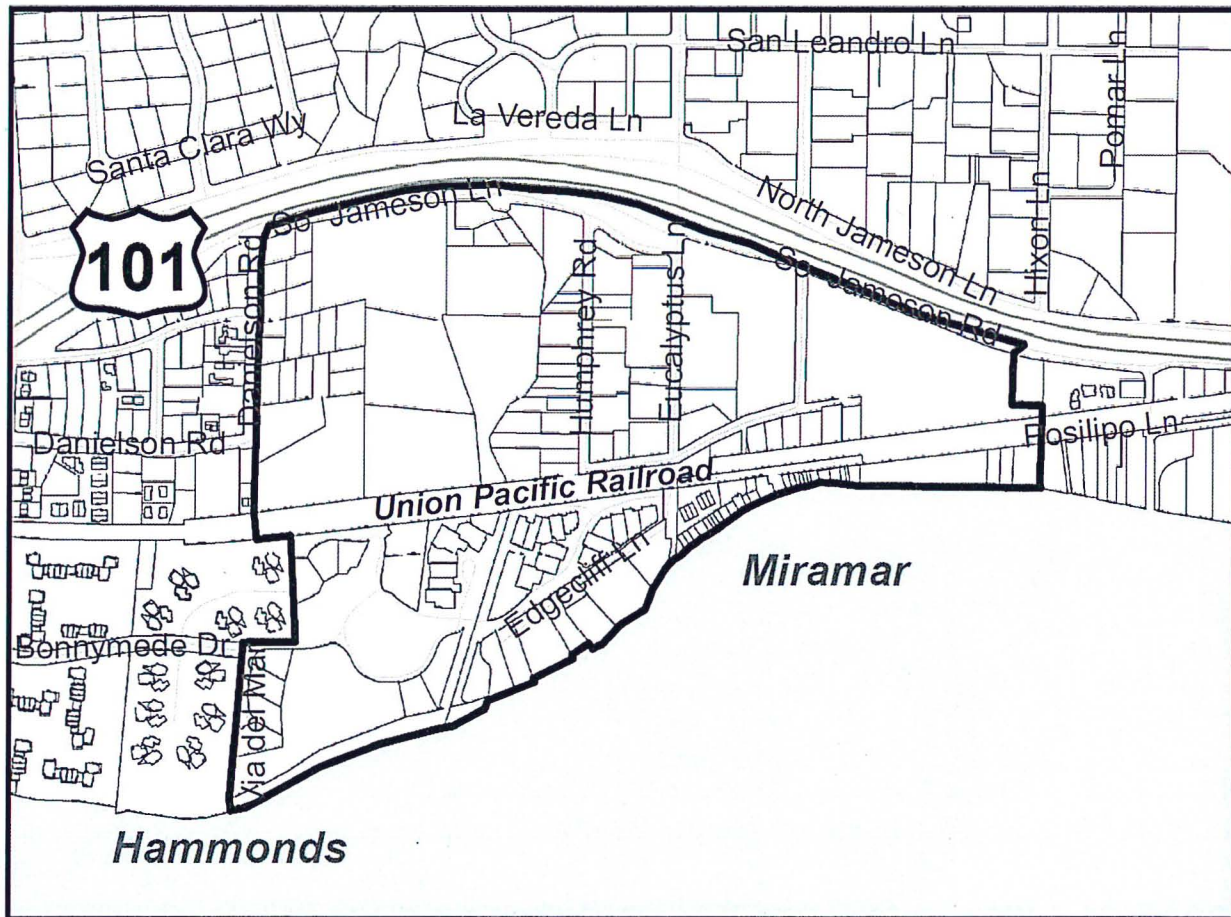 San Leandro Ln
Pomar Ln
La Vereda Ln
Santa Clara Wy
North Jameson Ln
Hixon Ln
101
So. Jameson Ln
So. Jameson Rd
Danielson Rd
Humphrey Rd
Eucalyptus Ln
Danielson Rd
Posilipo Ln
Union Pacific Railroad
Miramar
Edgecliff Ln
Bonnymede Dr
Via del Mar
Hammonds